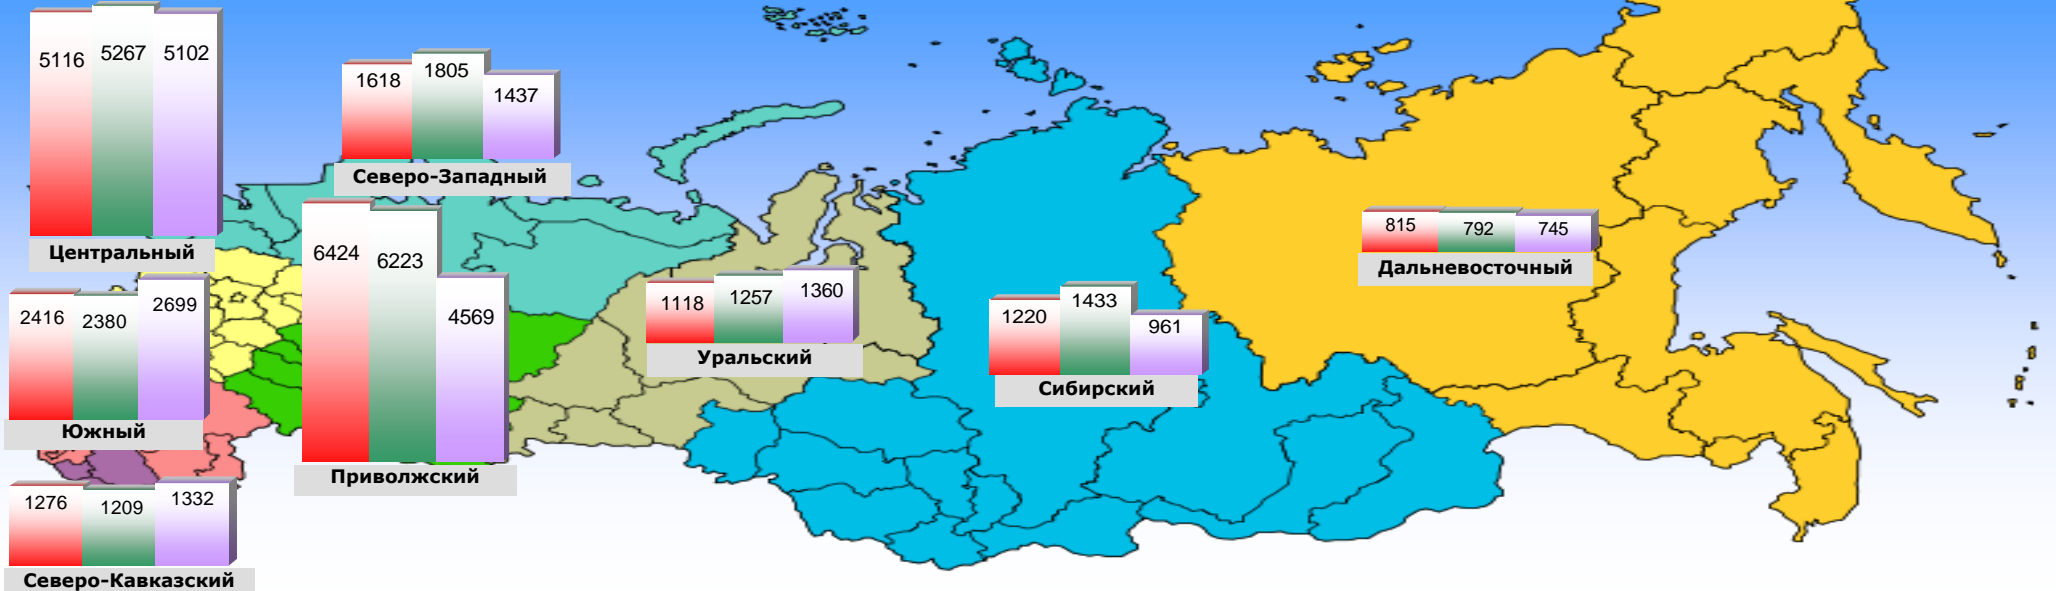 5116 5267 5102
Центральный
1618 1805 1437
Северо-Западный
2416 2380 2699
Южный
6424 6223 4569
Приволжский
1276 1209 1332
Северо-Кавказский
1118 1257 1360
Уральский
1220 1433 961
Сибирский
815 792 745
Дальневосточный